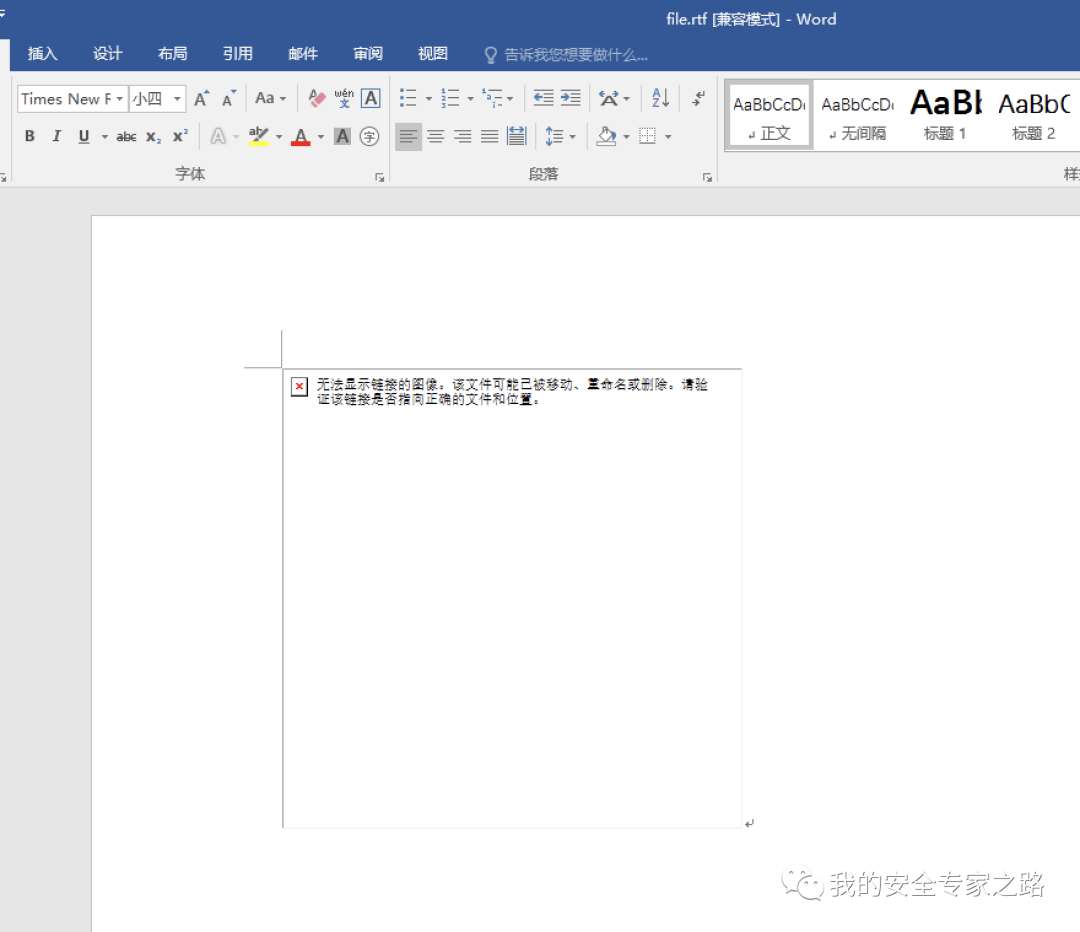 file.rtf [兼容模式] - Word
插入 设计 布局 引用 邮件 审阅 视图 告诉我您想要做什么...
Times New F 小四 A A Aa wén 文 A A Z AaBbCcDc AaBbCcDc AaBb AaBbC
B I U abc x₂ x² A aby A A 字 正文 无间隔 标题 1 标题 2
字体 段落
无法显示链接的图像。该文件可能已被移动、重命名或删除。请验
证该链接是否指向正确的文件和位置。
我的安全专家之路